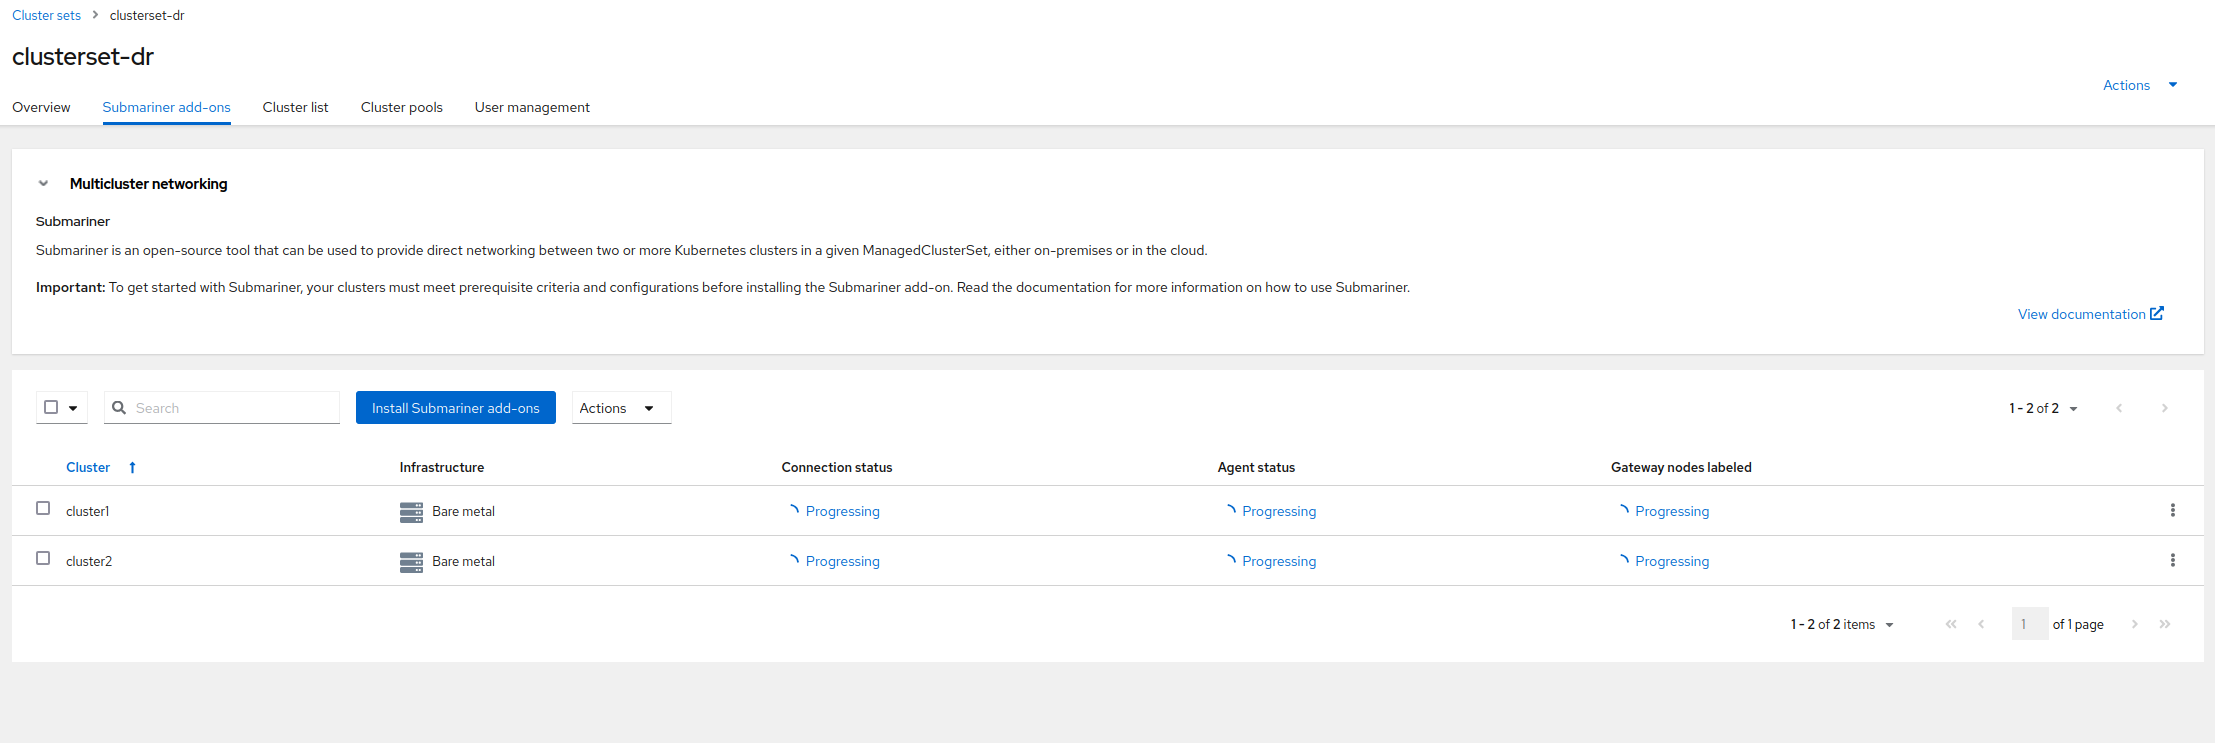 Cluster sets > clusterset-dr
clusterset-dr
Actions
Overview Submariner add-ons Cluster list Cluster pools User management
Multicluster networking
Submariner
Submariner is an open-source tool that can be used to provide direct networking between two or more Kubernetes clusters in a given ManagedClusterSet, either on-premises or in the cloud.
Important: To get started with Submariner, your clusters must meet prerequisite criteria and configurations before installing the Submariner add-on. Read the documentation for more information on how to use Submariner.
View documentation
Search Install Submariner add-ons Actions 1 - 2 of 2
Cluster Infrastructure Connection status Agent status Gateway nodes labeled
cluster1 Bare metal Progressing Progressing Progressing
cluster2 Bare metal Progressing Progressing Progressing
1 - 2 of 2 items 1 of 1 page